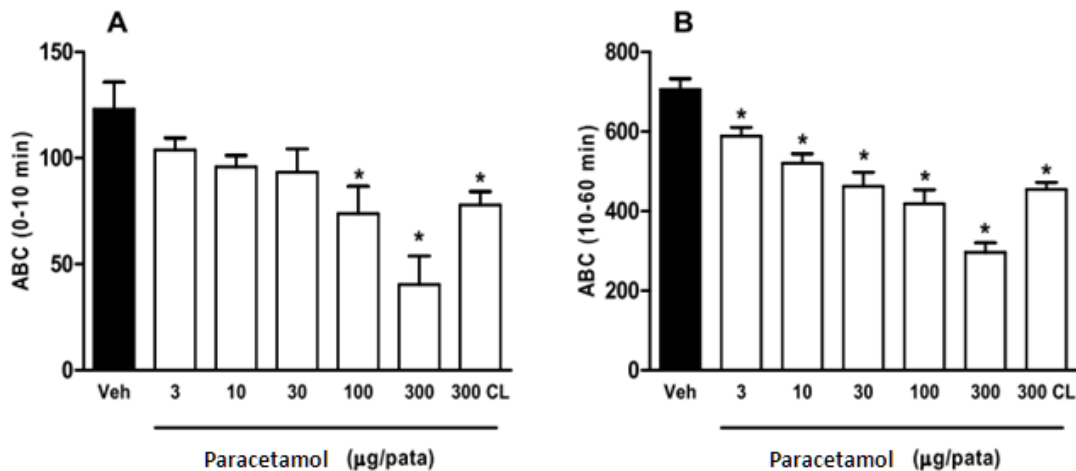 A
ABC (0-10 min)
150
100
50
0
*
*
*
Veh 3 10 30 100 300 300 CL
Paracetamol (μg/pata)
B
ABC (10-60 min)
800
600
400
200
0
*
*
*
*
*
*
Veh 3 10 30 100 300 300 CL
Paracetamol (μg/pata)